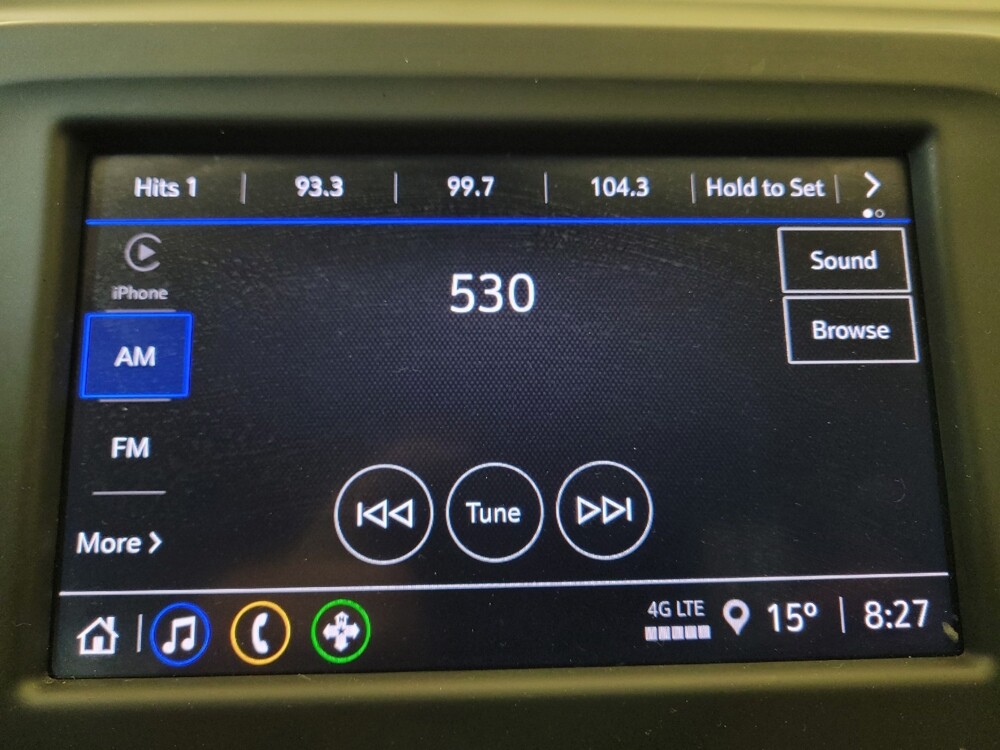 Hits 1 | 93.3 | 99.7 | 104.3 | Hold to Set |
iPhone
530
Sound
AM
Browse
FM
Tune
More
4G LTE 15° | 8:27